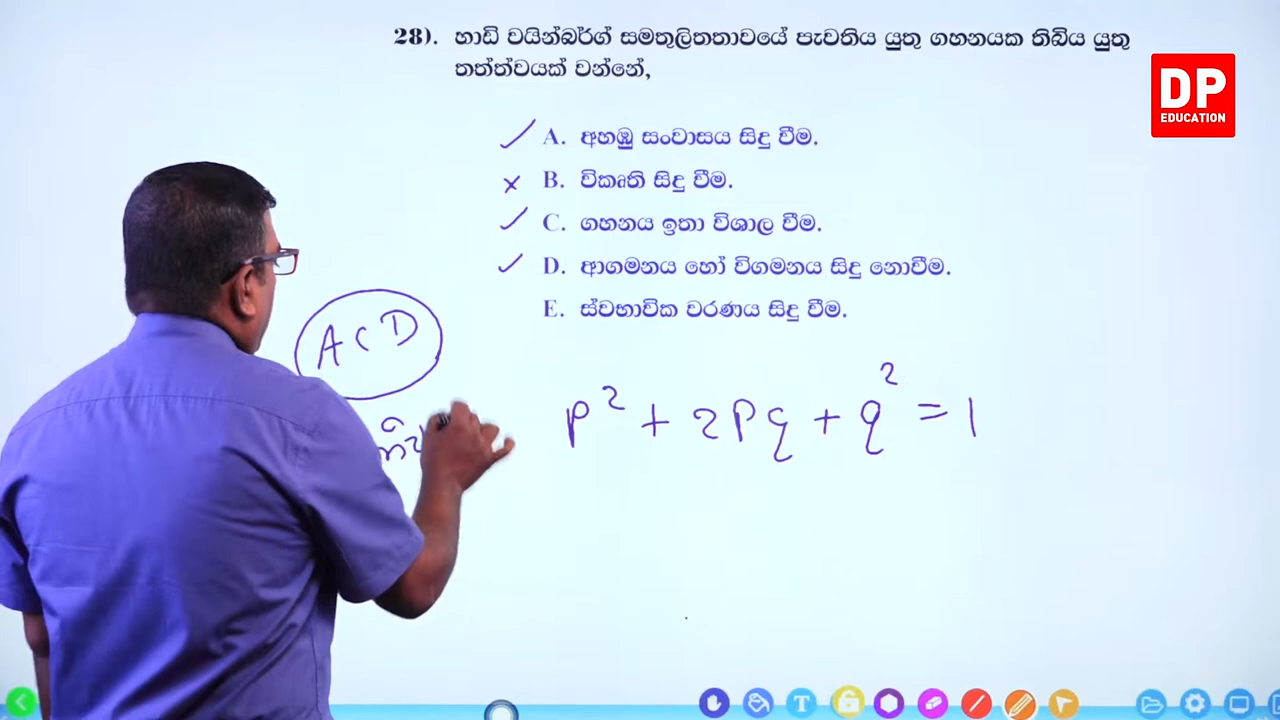 28). හාඩි වයින්බර්ග් සමතුලිතතාවයේ පැවතිය යුතු ගහනයක තිබිය යුතු
තත්ත්වයක් වන්නේ,
A. අහඹු සංවාසය සිදු වීම.
B. විකෘති සිදු වීම.
C. ගහනය ඉතා විශාල වීම.
D. ආගමනය හෝ විගමනය සිදු නොවීම.
E. ස්වභාවික වරණය සිදු වීම.
DP
EDUCATION
A C D
p² + 2pq + q² = 1